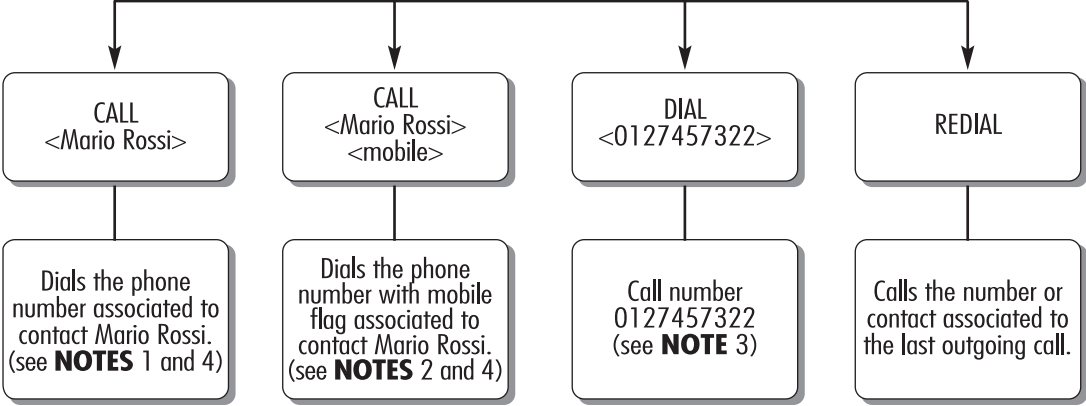 CALL
<Mario Rossi>
CALL
<Mario Rossi>
<mobile>
DIAL
<0127457322>
REDIAL
Dials the phone
number associated to
contact Mario Rossi.
(see NOTES 1 and 4)
Dials the phone
number with mobile
flag associated to
contact Mario Rossi.
(see NOTES 2 and 4)
Call number
0127457322
(see NOTE 3)
Calls the number or
contact associated to
the last outgoing call.